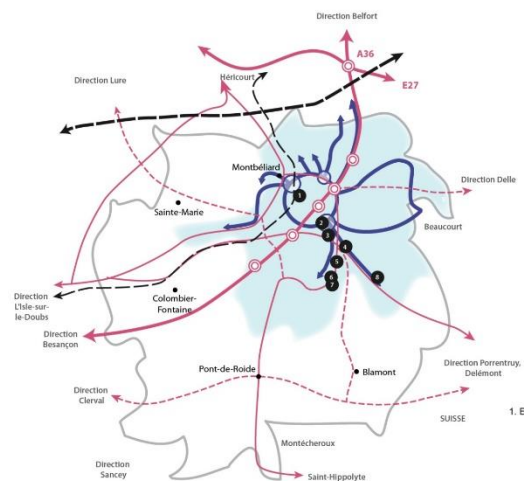 Direction Belfort
A36
E27
Direction Lure
Héricourt
Montbéliard
1
Sainte-Marie
Direction Delle
Beaucourt
2
3
4
5
6
7
8
Direction
L'Isle-sur-
le-Doubs
Colombier-
Fontaine
Direction
Besançon
Direction Porrentruy,
Delémont
Pont-de-Roide
Blamont
Direction
Clerval
SUISSE
1. E
Montécheroux
Direction
Sancey
Saint-Hippolyte